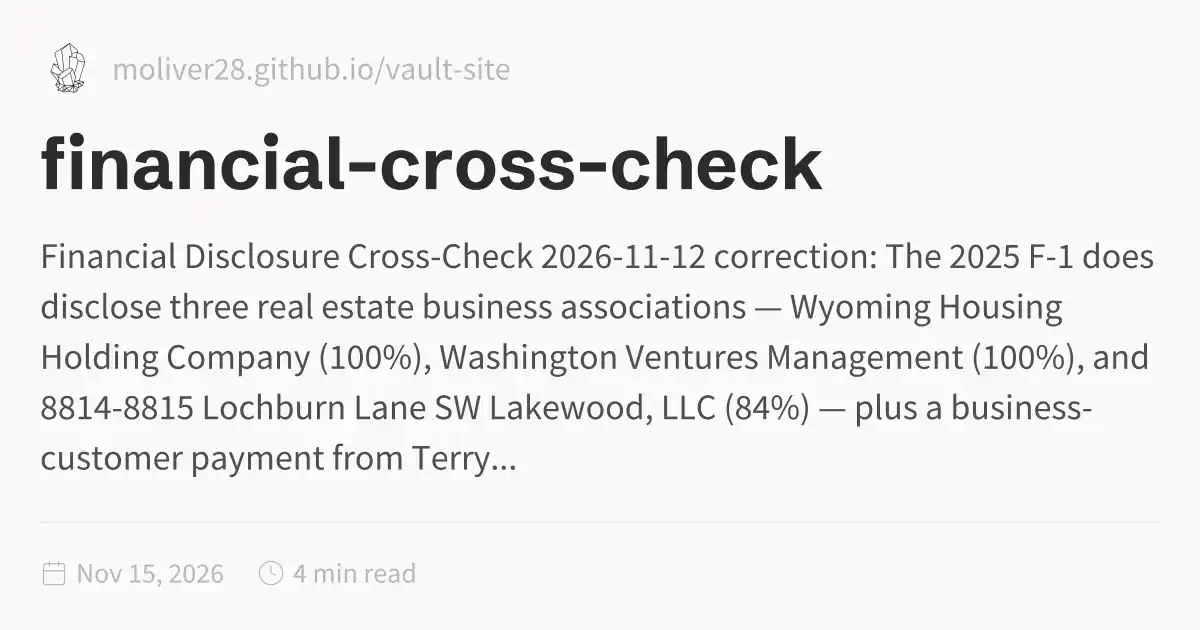 moliver28.github.io/vault-site
financial-cross-check
Financial Disclosure Cross-Check 2026-11-12 correction: The 2025 F-1 does
disclose three real estate business associations — Wyoming Housing
Holding Company (100%), Washington Ventures Management (100%), and
8814-8815 Lochburn Lane SW Lakewood, LLC (84%) — plus a business-
customer payment from Terry...
Nov 15, 2026 4 min read